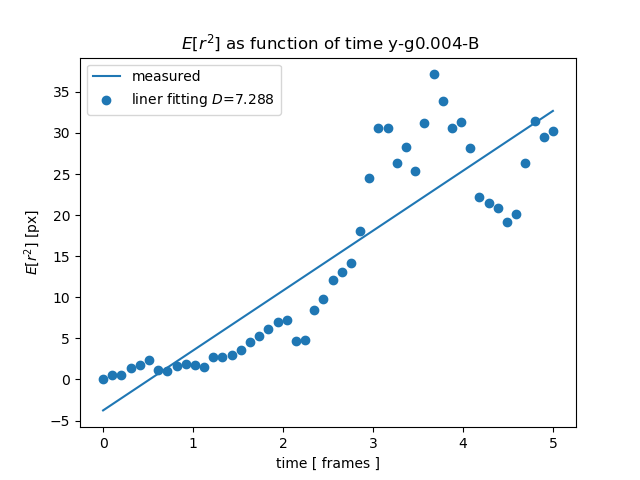 E[r²] as function of time y-g0.004-B
measured
liner fitting D=7.288
35
30
25
20
15
10
5
0
−5
E[r²] [px]
0 1 2 3 4 5
time [ frames ]